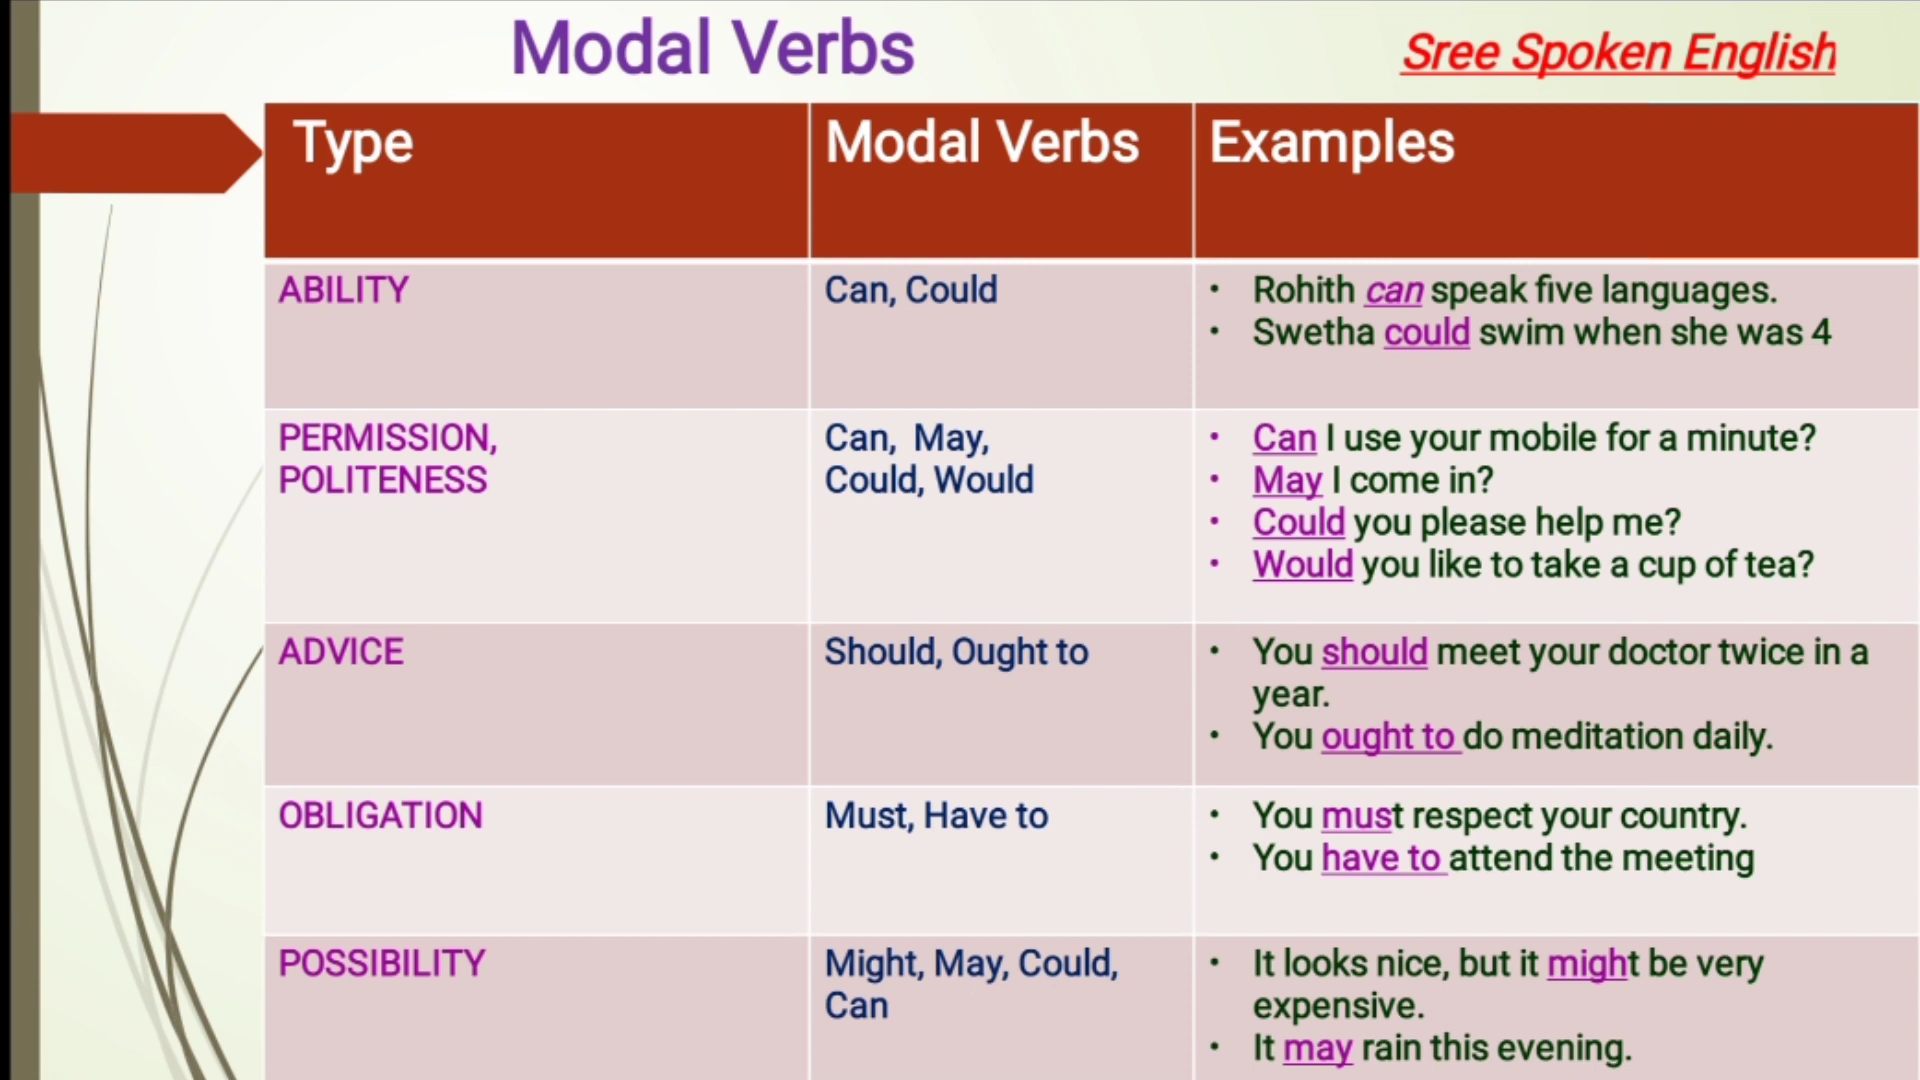 Modal Verbs
Sree Spoken English
Type
Modal Verbs
Examples
ABILITY
Can, Could
• Rohith can speak five languages.
• Swetha could swim when she was 4
PERMISSION,
POLITENESS
Can, May,
Could, Would
• Can I use your mobile for a minute?
• May I come in?
• Could you please help me?
• Would you like to take a cup of tea?
ADVICE
Should, Ought to
• You should meet your doctor twice in a
year.
• You ought to do meditation daily.
OBLIGATION
Must, Have to
• You must respect your country.
• You have to attend the meeting
POSSIBILITY
Might, May, Could,
Can
• It looks nice, but it might be very
expensive.
• It may rain this evening.